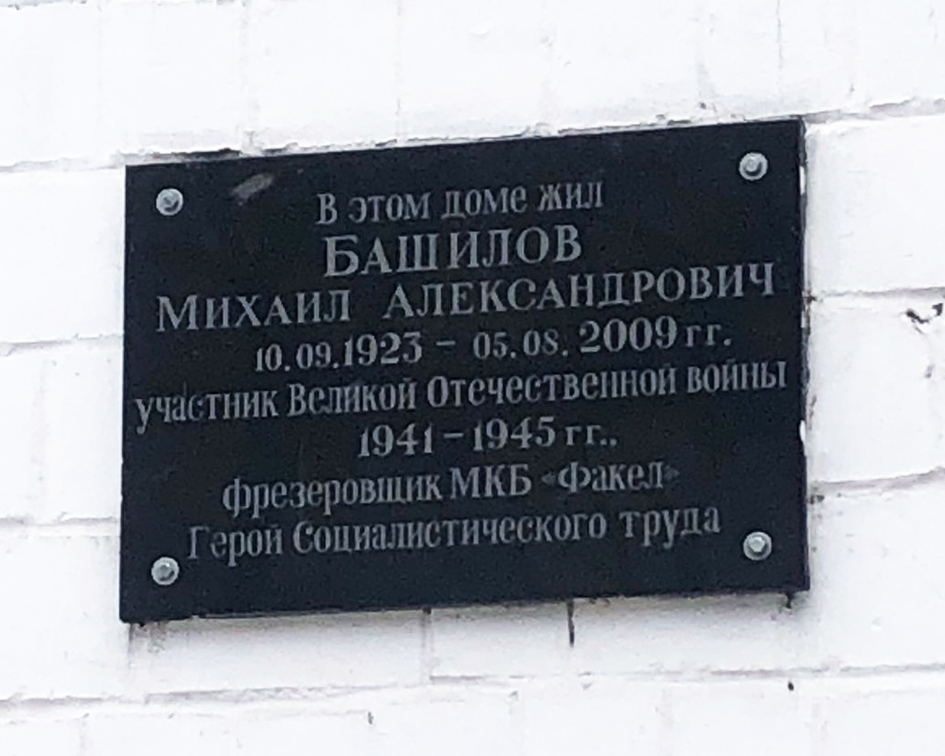 В этом доме жил
БАШИЛОВ
МИХАИЛ АЛЕКСАНДРОВИЧ
10.09.1923 – 05.08.2009 гг.
участник Великой Отечественной войны
1941 – 1945 гг.,
фрезеровщик МКБ «Факел»
Герой Социалистического труда